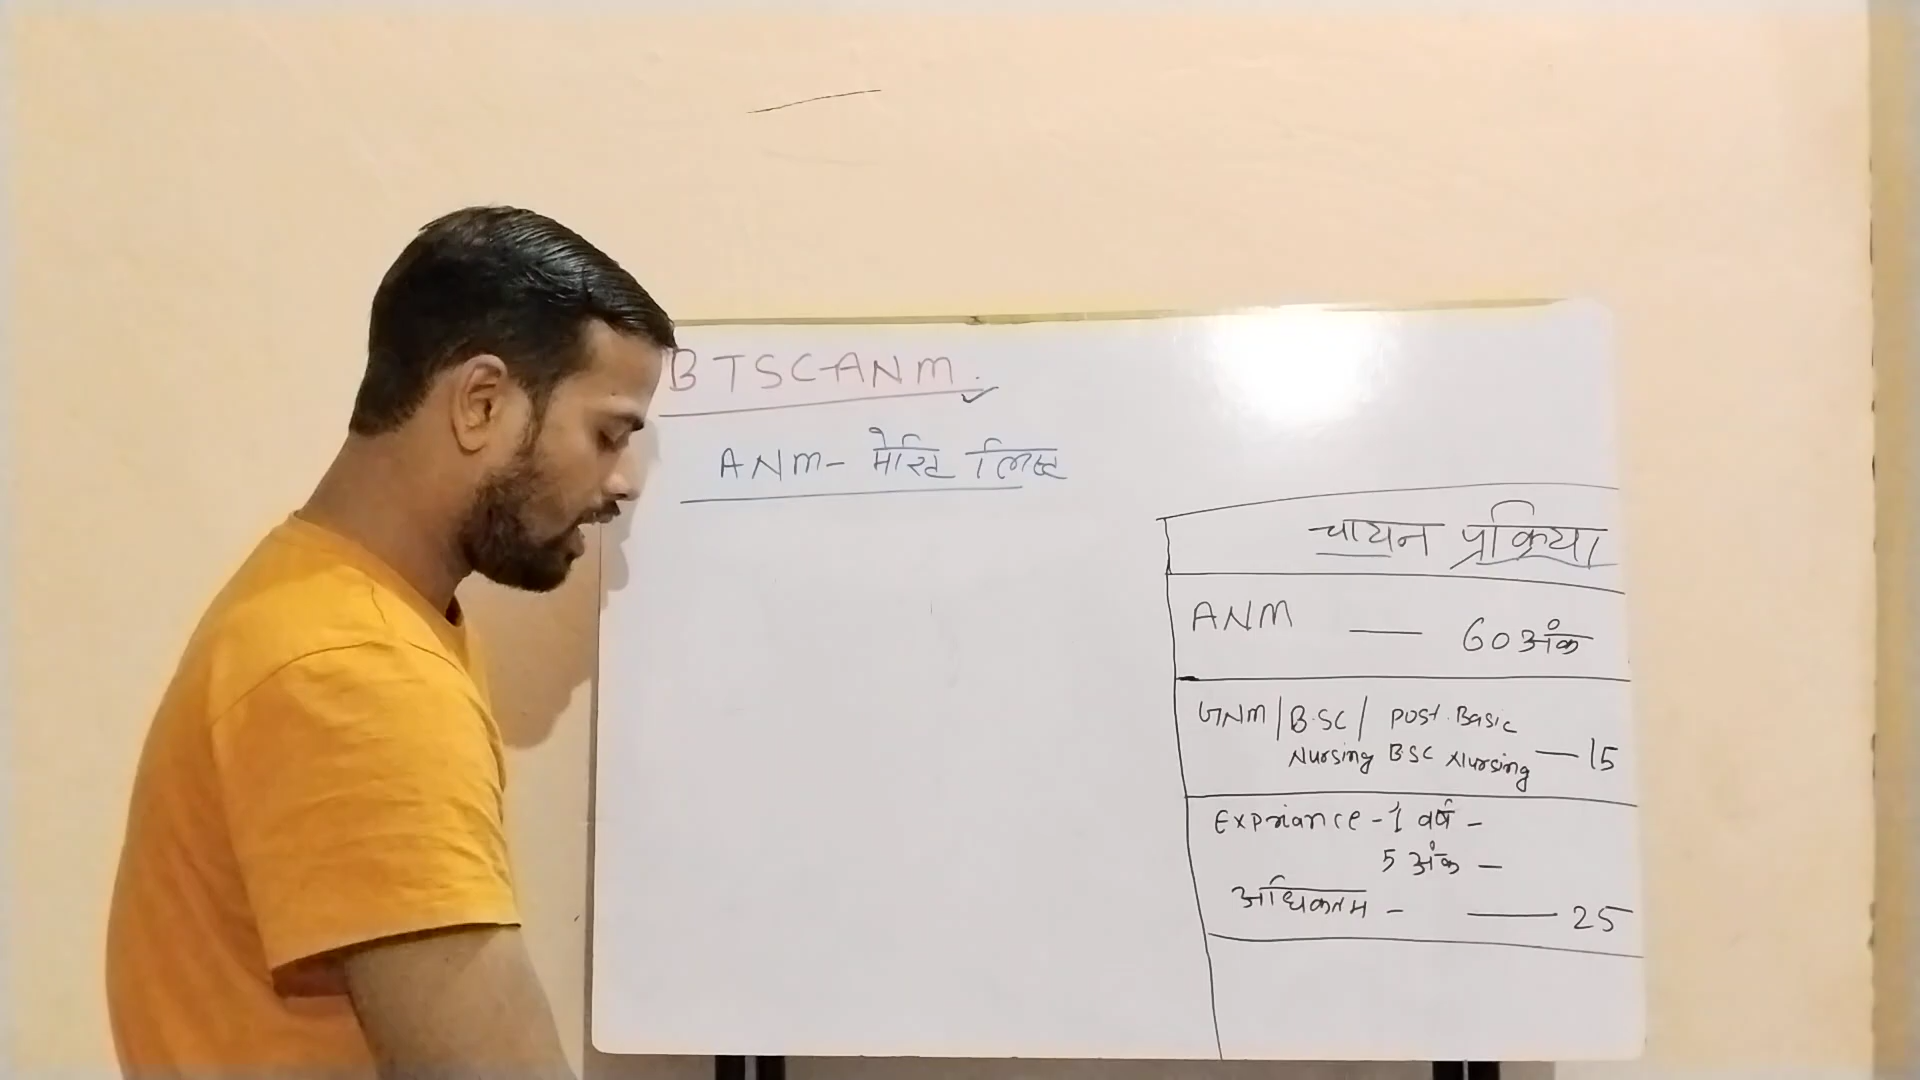 BTSC-ANM.
ANM- मेरिट लिस्ट
चायन प्रक्रिया
ANM — 60 अंक
GNM/B.SC/ Post. Basic
Nursing BSC Nursing — 15
Expriance - 1 वर्ष -
5 अंक —
अधिकतम - — 25